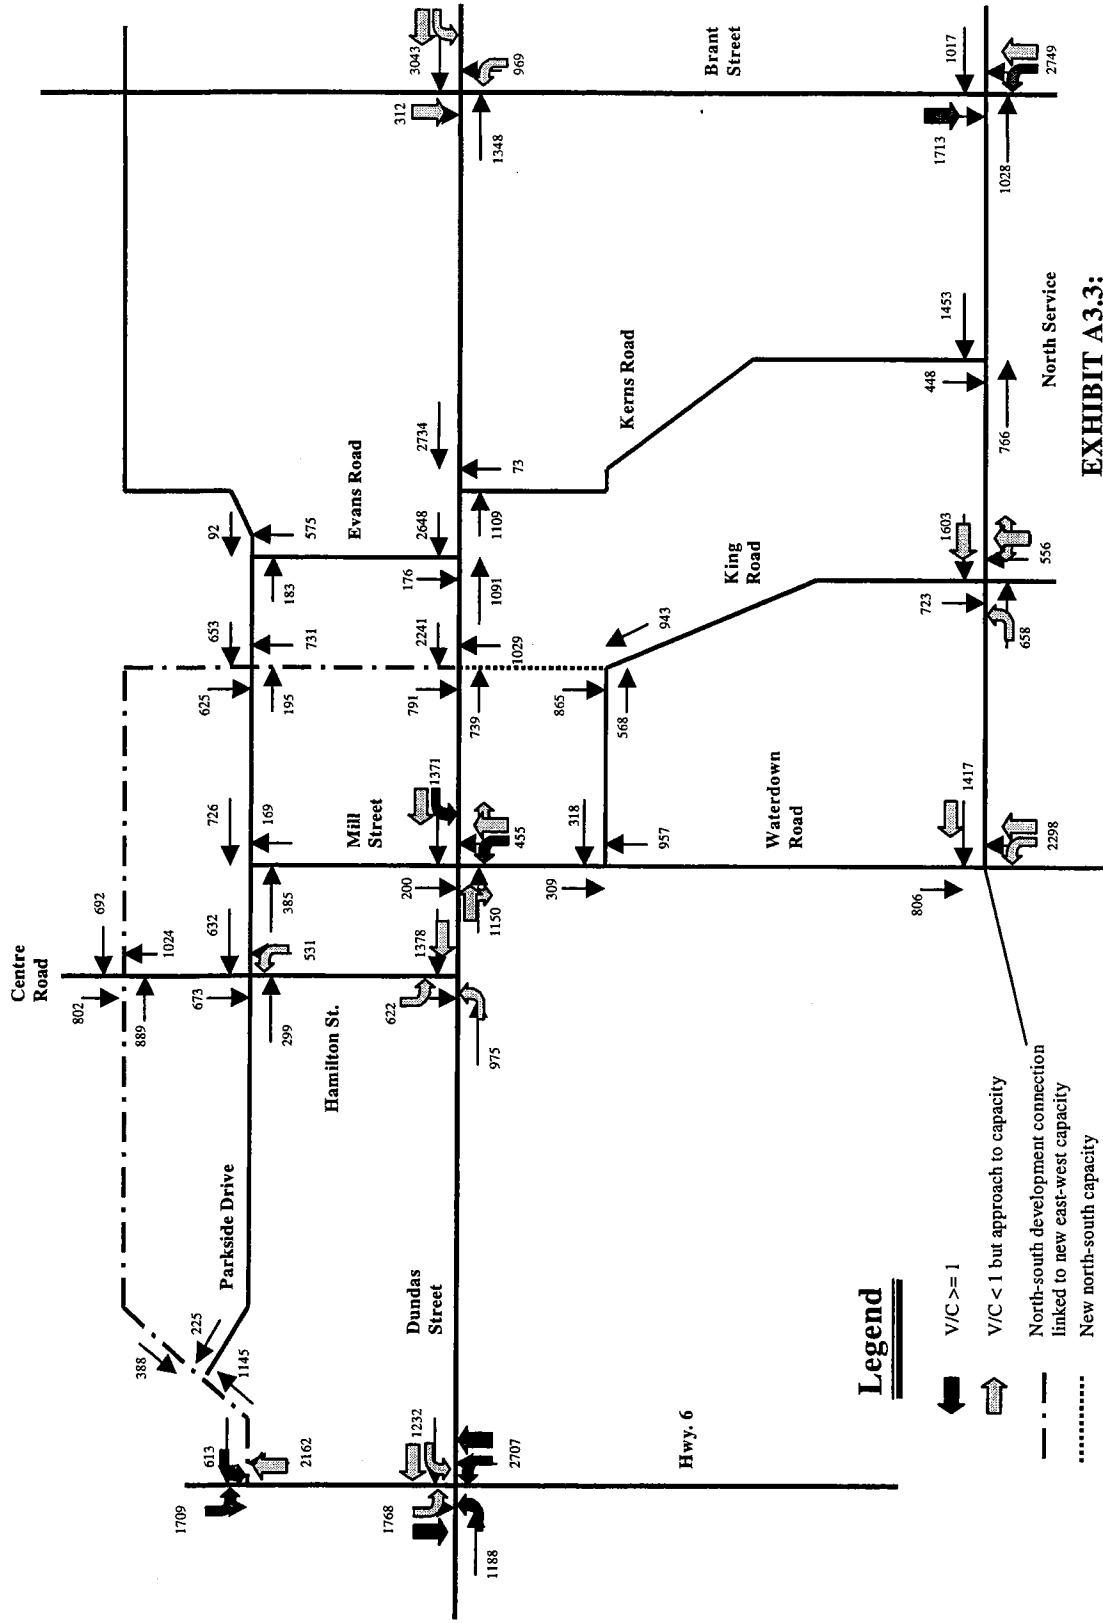 3043
969
Brant
Street
1017
2749
312
1348
1713
1028
1453
North Service
EXHIBIT A3.3:
2734
73
Kerns Road
448
766
92
575
Evans Road
2648
1109
183
176
1091
King
Road
1603
556
723
658
653
731
2241
1029
943
625
195
791
739
865
568
726
169
Mill
Street
1371
455
318
957
Waterdown
Road
1417
2298
385
200
1150
309
806
Centre
Road
692
1024
632
531
1378
802
889
673
299
Hamilton St.
622
975
Parkside Drive
225
388
1145
Dundas
Street
613
2162
1232
2707
Hwy. 6
1709
1768
1188
Legend
V/C >= 1
V/C < 1 but approach to capacity
North-south development connection
linked to new east-west capacity
New north-south capacity